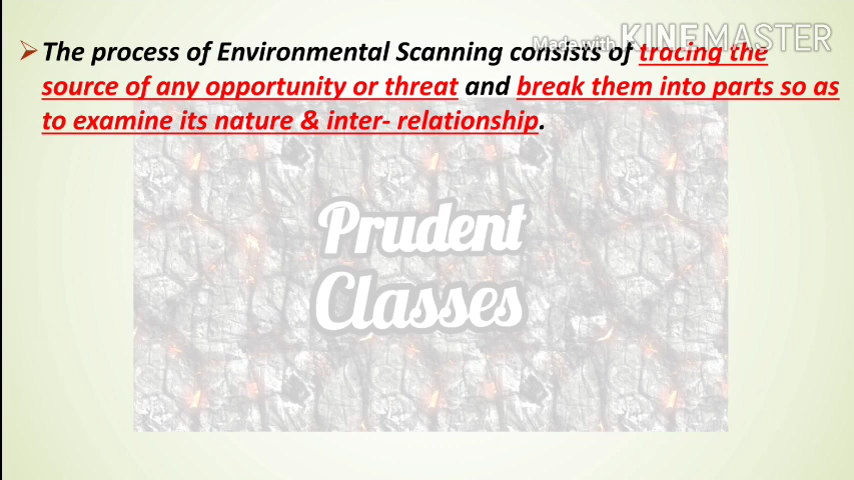 Made with KINEMASTER
The process of Environmental Scanning consists of tracing the
source of any opportunity or threat and break them into parts so as
to examine its nature & inter- relationship.
Prudent
Classes